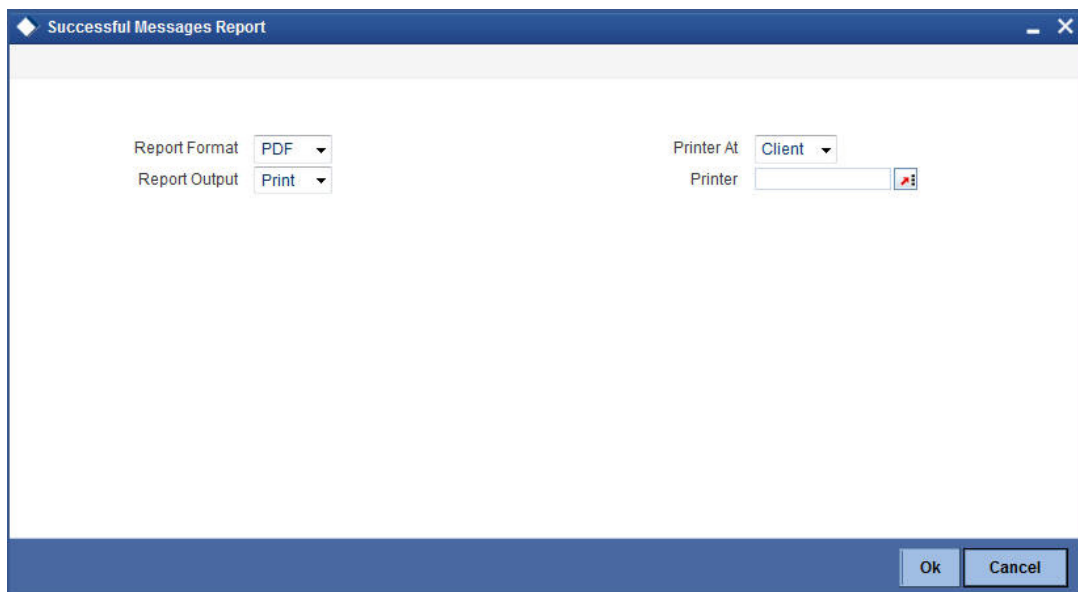 Successful Messages Report
Report Format PDF Printer At Client
Report Output Print Printer
Ok Cancel